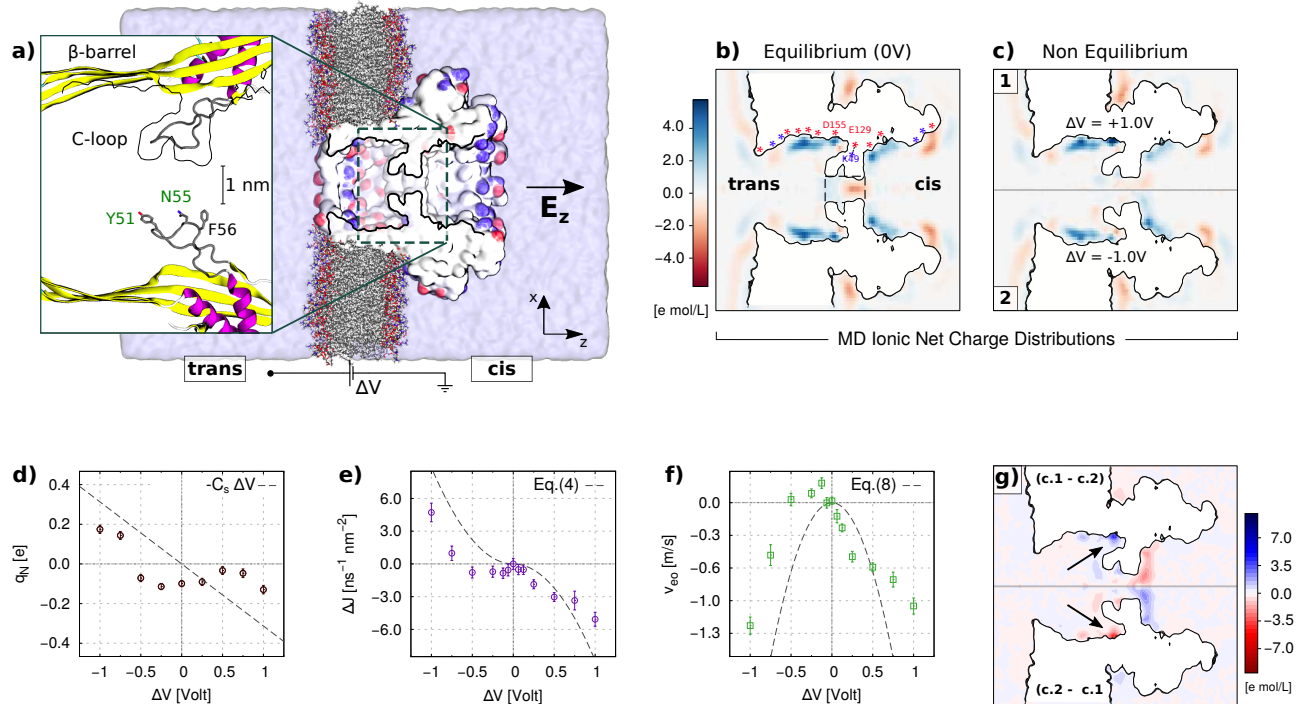 a)
β-barrel
C-loop
1 nm
N55
Y51
F56
E_z
x
z
trans
cis
ΔV
b) Equilibrium (0V)
4.0
2.0
0.0
−2.0
−4.0
[e mol/L]
D155
E129
K49
trans
cis
c) Non Equilibrium
1
ΔV = +1.0V
ΔV = -1.0V
2
MD Ionic Net Charge Distributions
d)
-C_s ΔV
q_N [e]
0.4
0.2
0.0
−0.2
−0.4
−1 −0.5 0 0.5 1
ΔV [Volt]
e)
Eq.(4)
ΔJ [ns⁻¹ nm⁻²]
6.0
3.0
0.0
−3.0
−6.0
−1 −0.5 0 0.5 1
ΔV [Volt]
f)
Eq.(8)
v_eo [m/s]
0.0
−0.3
−0.6
−1.0
−1.3
−1 −0.5 0 0.5 1
ΔV [Volt]
g)
(c.1 - c.2)
(c.2 - c.1
7.0
5.0
3.0
0.0
−3.0
−5.0
−7.0
[e mol/L]